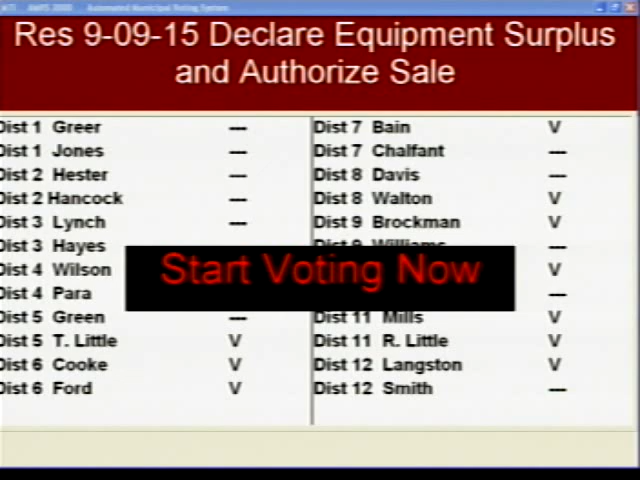 AMVS 2000 Automated Municipal Voting System
Res 9-09-15 Declare Equipment Surplus
and Authorize Sale
Dist 1 Greer ---
Dist 1 Jones ---
Dist 2 Hester ---
Dist 2 Hancock ---
Dist 3 Lynch ---
Dist 3 Hayes
Dist 4 Wilson
Dist 4 Para
Dist 5 Green ---
Dist 5 T. Little V
Dist 6 Cooke V
Dist 6 Ford V
Dist 7 Bain V
Dist 7 Chalfant ---
Dist 8 Davis ---
Dist 8 Walton V
Dist 9 Brockman V
Dist 9 Williams ---
V
---
Dist 11 Mills V
Dist 11 R. Little V
Dist 12 Langston V
Dist 12 Smith ---
Start Voting Now